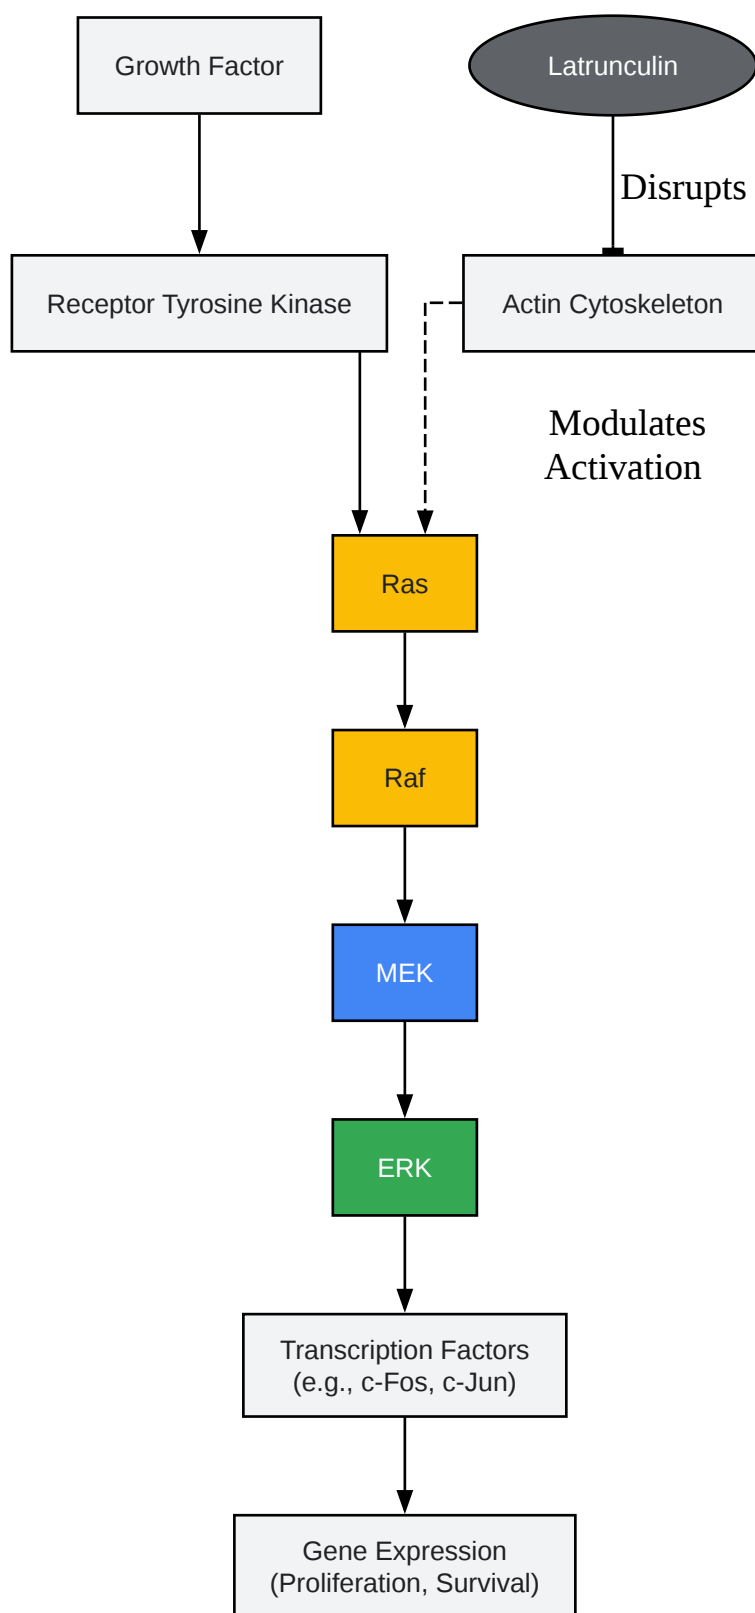 Growth Factor
Latrunculin
Disrupts
Receptor Tyrosine Kinase
Actin Cytoskeleton
Modulates
Activation
Ras
Raf
MEK
ERK
Transcription Factors
(e.g., c-Fos, c-Jun)
Gene Expression
(Proliferation, Survival)